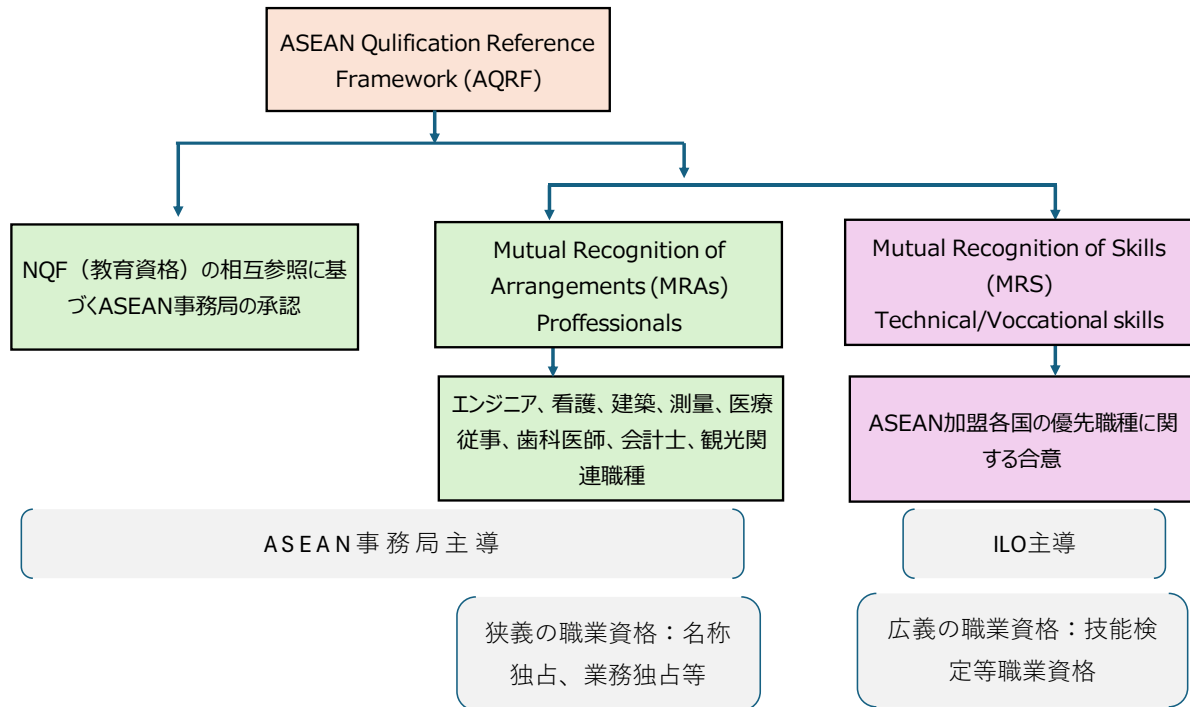 ASEAN Qulification Reference
Framework (AQRF)
NQF（教育資格）の相互参照に基
づくASEAN事務局の承認
Mutual Recognition of
Arrangements (MRAs)
Proffessionals
Mutual Recognition of Skills
(MRS)
Technical/Voccational skills
エンジニア、看護、建築、測量、医療
従事、歯科医師、会計士、観光関
連職種
ASEAN加盟各国の優先職種に関
する合意
ASEAN事務局主導
ILO主導
狭義の職業資格：名称
独占、業務独占等
広義の職業資格：技能検
定等職業資格